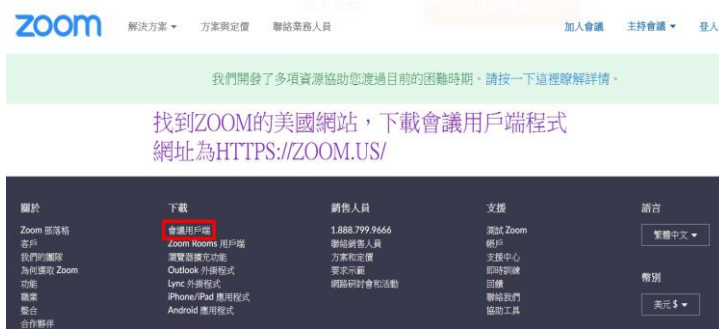 zoom
解決方案 方案與定價 聯絡業務人員 加入會議 主持會議 登入
我們開發了多項資源協助您渡過目前的困難時期。請按一下這裡瞭解詳情。
找到ZOOM的美國網站，下載會議用戶端程式
網址為HTTPS://ZOOM.US/
關於
Zoom 部落格
客戶
我們的團隊
為何選取 Zoom
功能
職業
整合
合作夥伴
下載
會議用戶端
Zoom Rooms 用戶端
瀏覽器擴充功能
Outlook 外掛程式
Lync 外掛程式
iPhone/iPad 應用程式
Android 應用程式
銷售人員
1.888.799.9666
聯絡銷售人員
方案和定價
要求示範
網路研討會和活動
支援
測試 Zoom
帳戶
支援中心
即時訓練
回饋
聯絡我們
協助工具
語言
繁體中文
幣別
美元 $